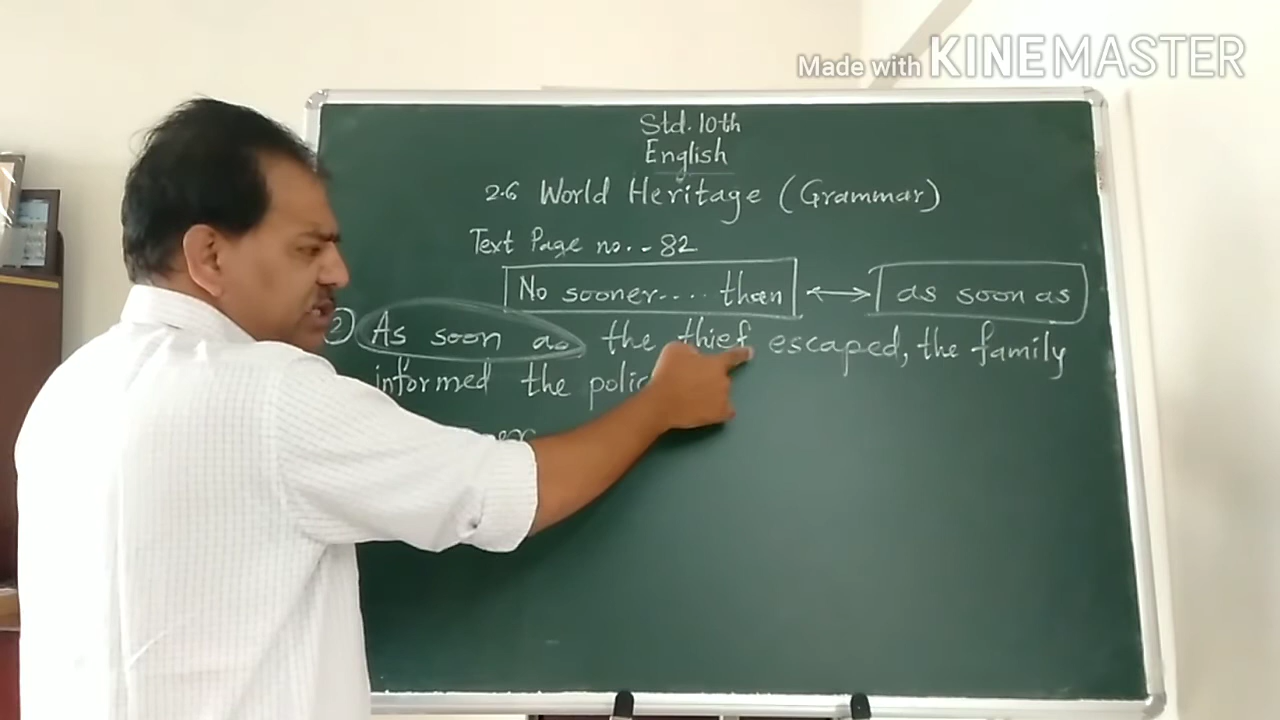 Made with KINEMASTER
Std. 10th
English
2.6 World Heritage (Grammar)
Text Page no. - 82
No sooner.... than ↔ as soon as
② As soon as the thief escaped, the family
informed the